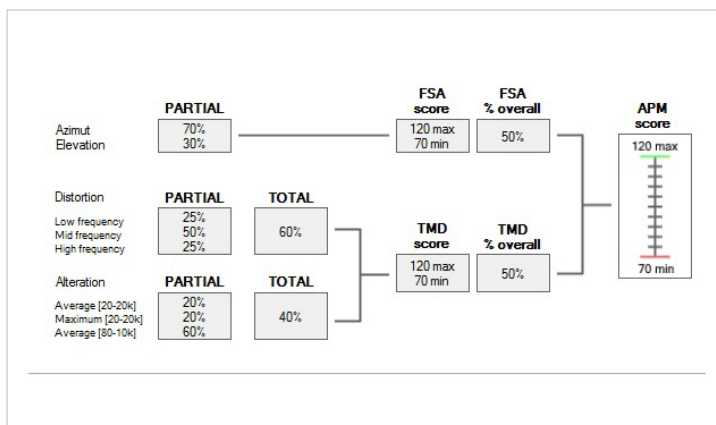 FSA FSA
PARTIAL score % overall APM
score
Azimut 70% 120 max 50% 120 max
Elevation 30% 70 min
Distortion PARTIAL TOTAL
Low frequency 25% 60%
Mid frequency 50%
High frequency 25%
TMD TMD
score % overall
120 max 50%
70 min 70 min
Alteration PARTIAL TOTAL
Average [20-20k] 20% 40%
Maximum [20-20k] 20%
Average [80-10k] 60%